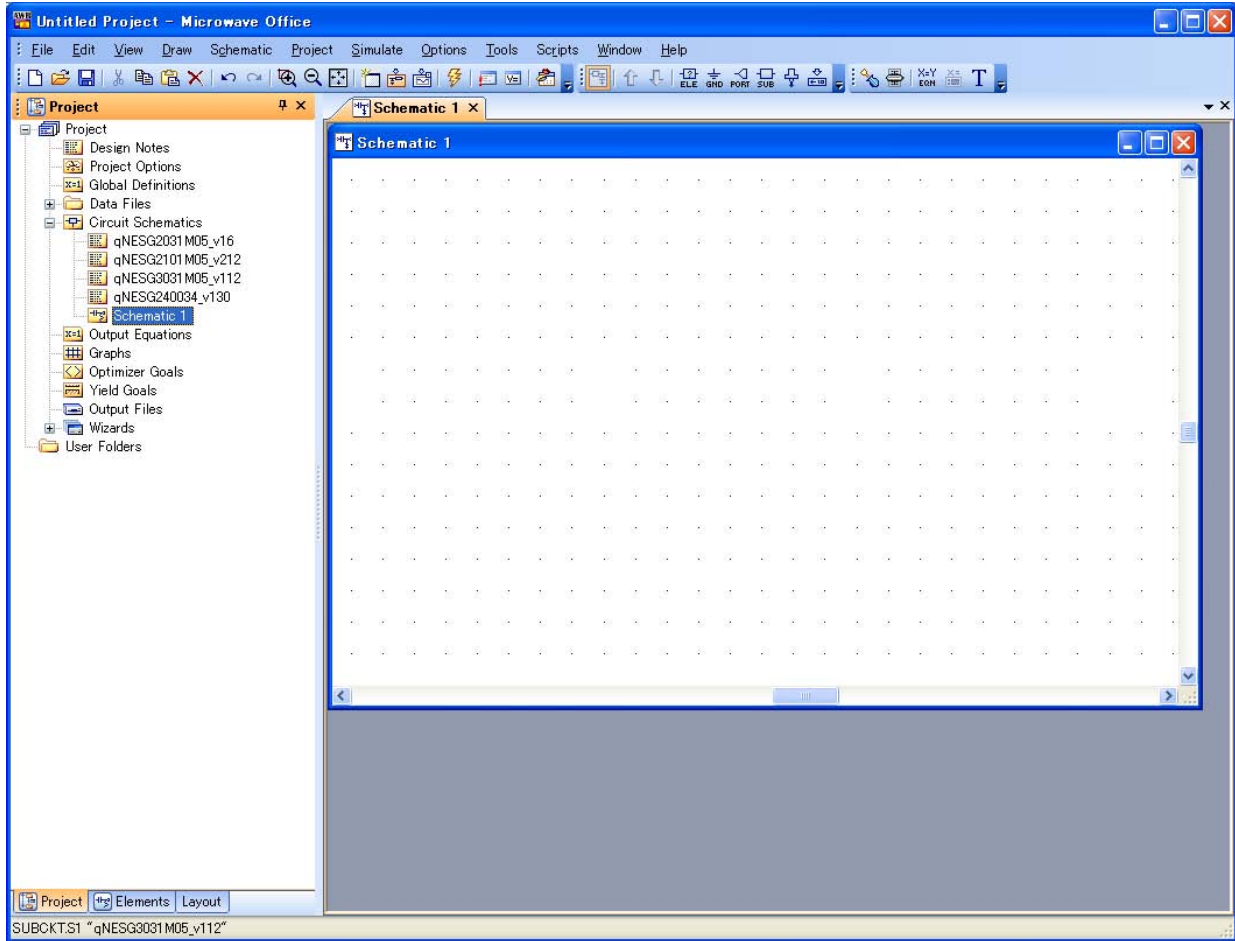 Untitled Project - Microwave Office
File Edit View Draw Schematic Project Simulate Options Tools Scripts Window Help
ELE GND PORT SUB X=Y EQN T
Project
Schematic 1
Schematic 1
Project
Design Notes
Project Options
Global Definitions
Data Files
Circuit Schematics
qNESG2031M05_v16
qNESG2101M05_v212
qNESG3031M05_v112
qNESG240034_v130
Schematic 1
Output Equations
Graphs
Optimizer Goals
Yield Goals
Output Files
Wizards
User Folders
Project Elements Layout
SUBCKT.S1 "qNESG3031M05_v112"